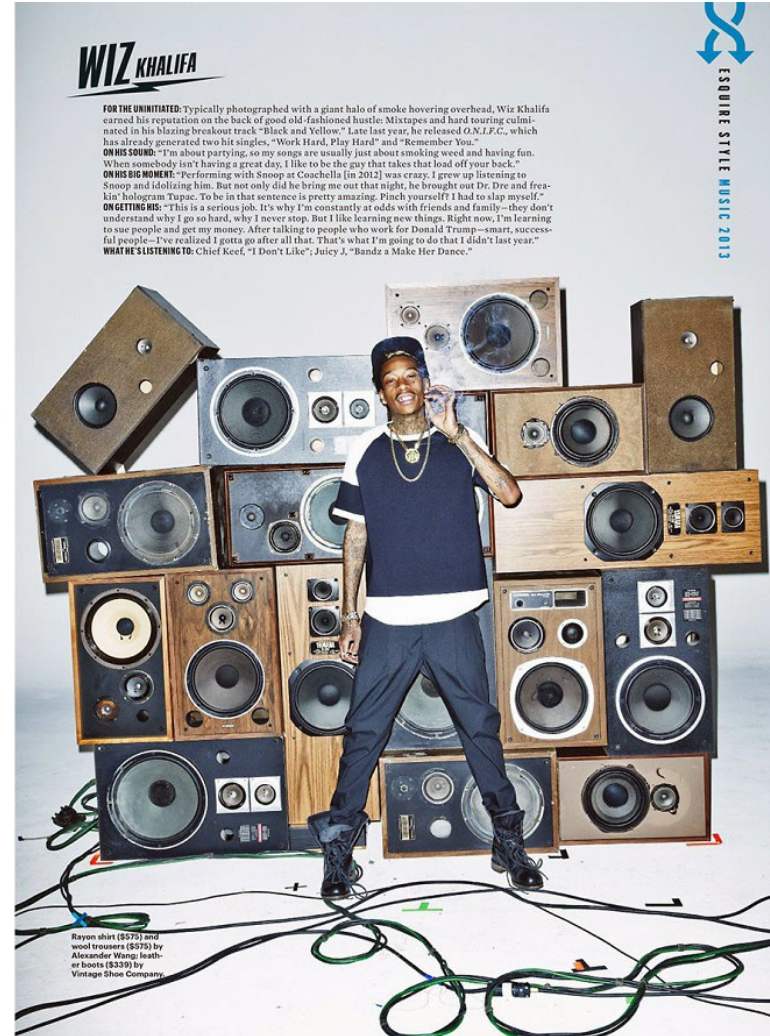 WIZ KHALIFA
FOR THE UNINITIATED: Typically photographed with a giant halo of smoke hovering overhead, Wiz Khalifa
earned his reputation on the back of good old-fashioned hustle: Mixtapes and hard touring culmi-
nated in his blazing breakout track “Black and Yellow.” Late last year, he released O.N.I.F.C., which
has already generated two hit singles, “Work Hard, Play Hard” and “Remember You.”
ON HIS SOUND: “I’m about partying, so my songs are usually just about smoking weed and having fun.
When somebody isn’t having a great day, I like to be the guy that takes that load off your back.”
ON HIS BIG MOMENT: “Performing with Snoop at Coachella [in 2012] was crazy. I grew up listening to
Snoop and idolizing him. But not only did he bring me out that night, he brought out Dr. Dre and frea-
kin’ hologram Tupac. To be in that sentence is pretty amazing. Pinch yourself? I had to slap myself.”
ON GETTING HIS: “This is a serious job. It’s why I’m constantly at odds with friends and family—they don’t
understand why I go so hard, why I never stop. But I like learning new things. Right now, I’m learning
to sue people and get my money. After talking to people who work for Donald Trump—smart, success-
ful people—I’ve realized I gotta go after all that. That’s what I’m going to do that I didn’t last year.”
WHAT HE’S LISTENING TO: Chief Keef, “I Don’t Like”; Juicy J, “Bandz a Make Her Dance.”
ESQUIRE STYLE MUSIC 2013
YAMAHA
YAMAHA
Rayon shirt ($575) and
wool trousers ($575) by
Alexander Wang; leath-
er boots ($339) by
Vintage Shoe Company.